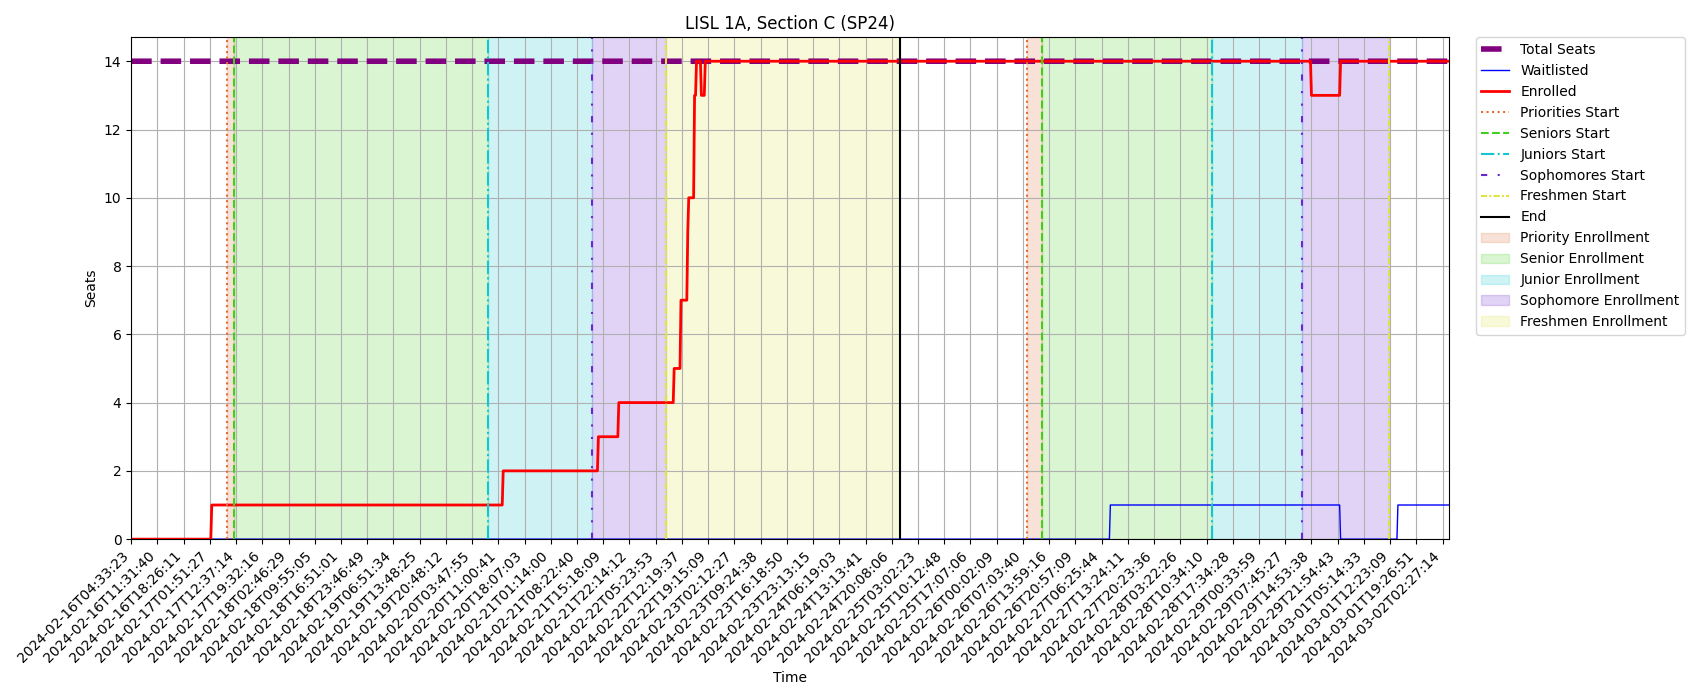 LISL 1A, Section C (SP24)
Seats
14
12
10
8
6
4
2
0
2024-02-16T04:33:23
2024-02-16T11:31:40
2024-02-16T18:26:11
2024-02-17T01:51:27
2024-02-17T12:37:14
2024-02-17T19:32:16
2024-02-18T02:46:29
2024-02-18T09:55:05
2024-02-18T16:51:01
2024-02-18T23:46:49
2024-02-19T06:51:34
2024-02-19T13:48:25
2024-02-19T20:48:12
2024-02-20T03:47:55
2024-02-20T11:00:41
2024-02-20T18:07:03
2024-02-21T01:14:00
2024-02-21T08:22:40
2024-02-21T15:18:09
2024-02-21T22:14:12
2024-02-22T05:23:53
2024-02-22T12:19:37
2024-02-22T19:15:09
2024-02-23T02:12:27
2024-02-23T09:24:38
2024-02-23T16:18:50
2024-02-23T23:13:15
2024-02-24T06:19:03
2024-02-24T13:13:41
2024-02-24T20:08:06
2024-02-25T03:02:23
2024-02-25T10:12:48
2024-02-25T17:07:06
2024-02-26T00:02:09
2024-02-26T07:03:40
2024-02-26T13:59:16
2024-02-26T20:57:09
2024-02-27T06:25:44
2024-02-27T13:24:11
2024-02-27T20:23:36
2024-02-28T03:22:26
2024-02-28T10:34:10
2024-02-28T17:34:28
2024-02-29T00:33:59
2024-02-29T07:45:27
2024-02-29T14:53:38
2024-02-29T21:54:43
2024-03-01T05:14:33
2024-03-01T12:23:09
2024-03-01T19:26:51
2024-03-02T02:27:14
Time
Total Seats
Waitlisted
Enrolled
Priorities Start
Seniors Start
Juniors Start
Sophomores Start
Freshmen Start
End
Priority Enrollment
Senior Enrollment
Junior Enrollment
Sophomore Enrollment
Freshmen Enrollment